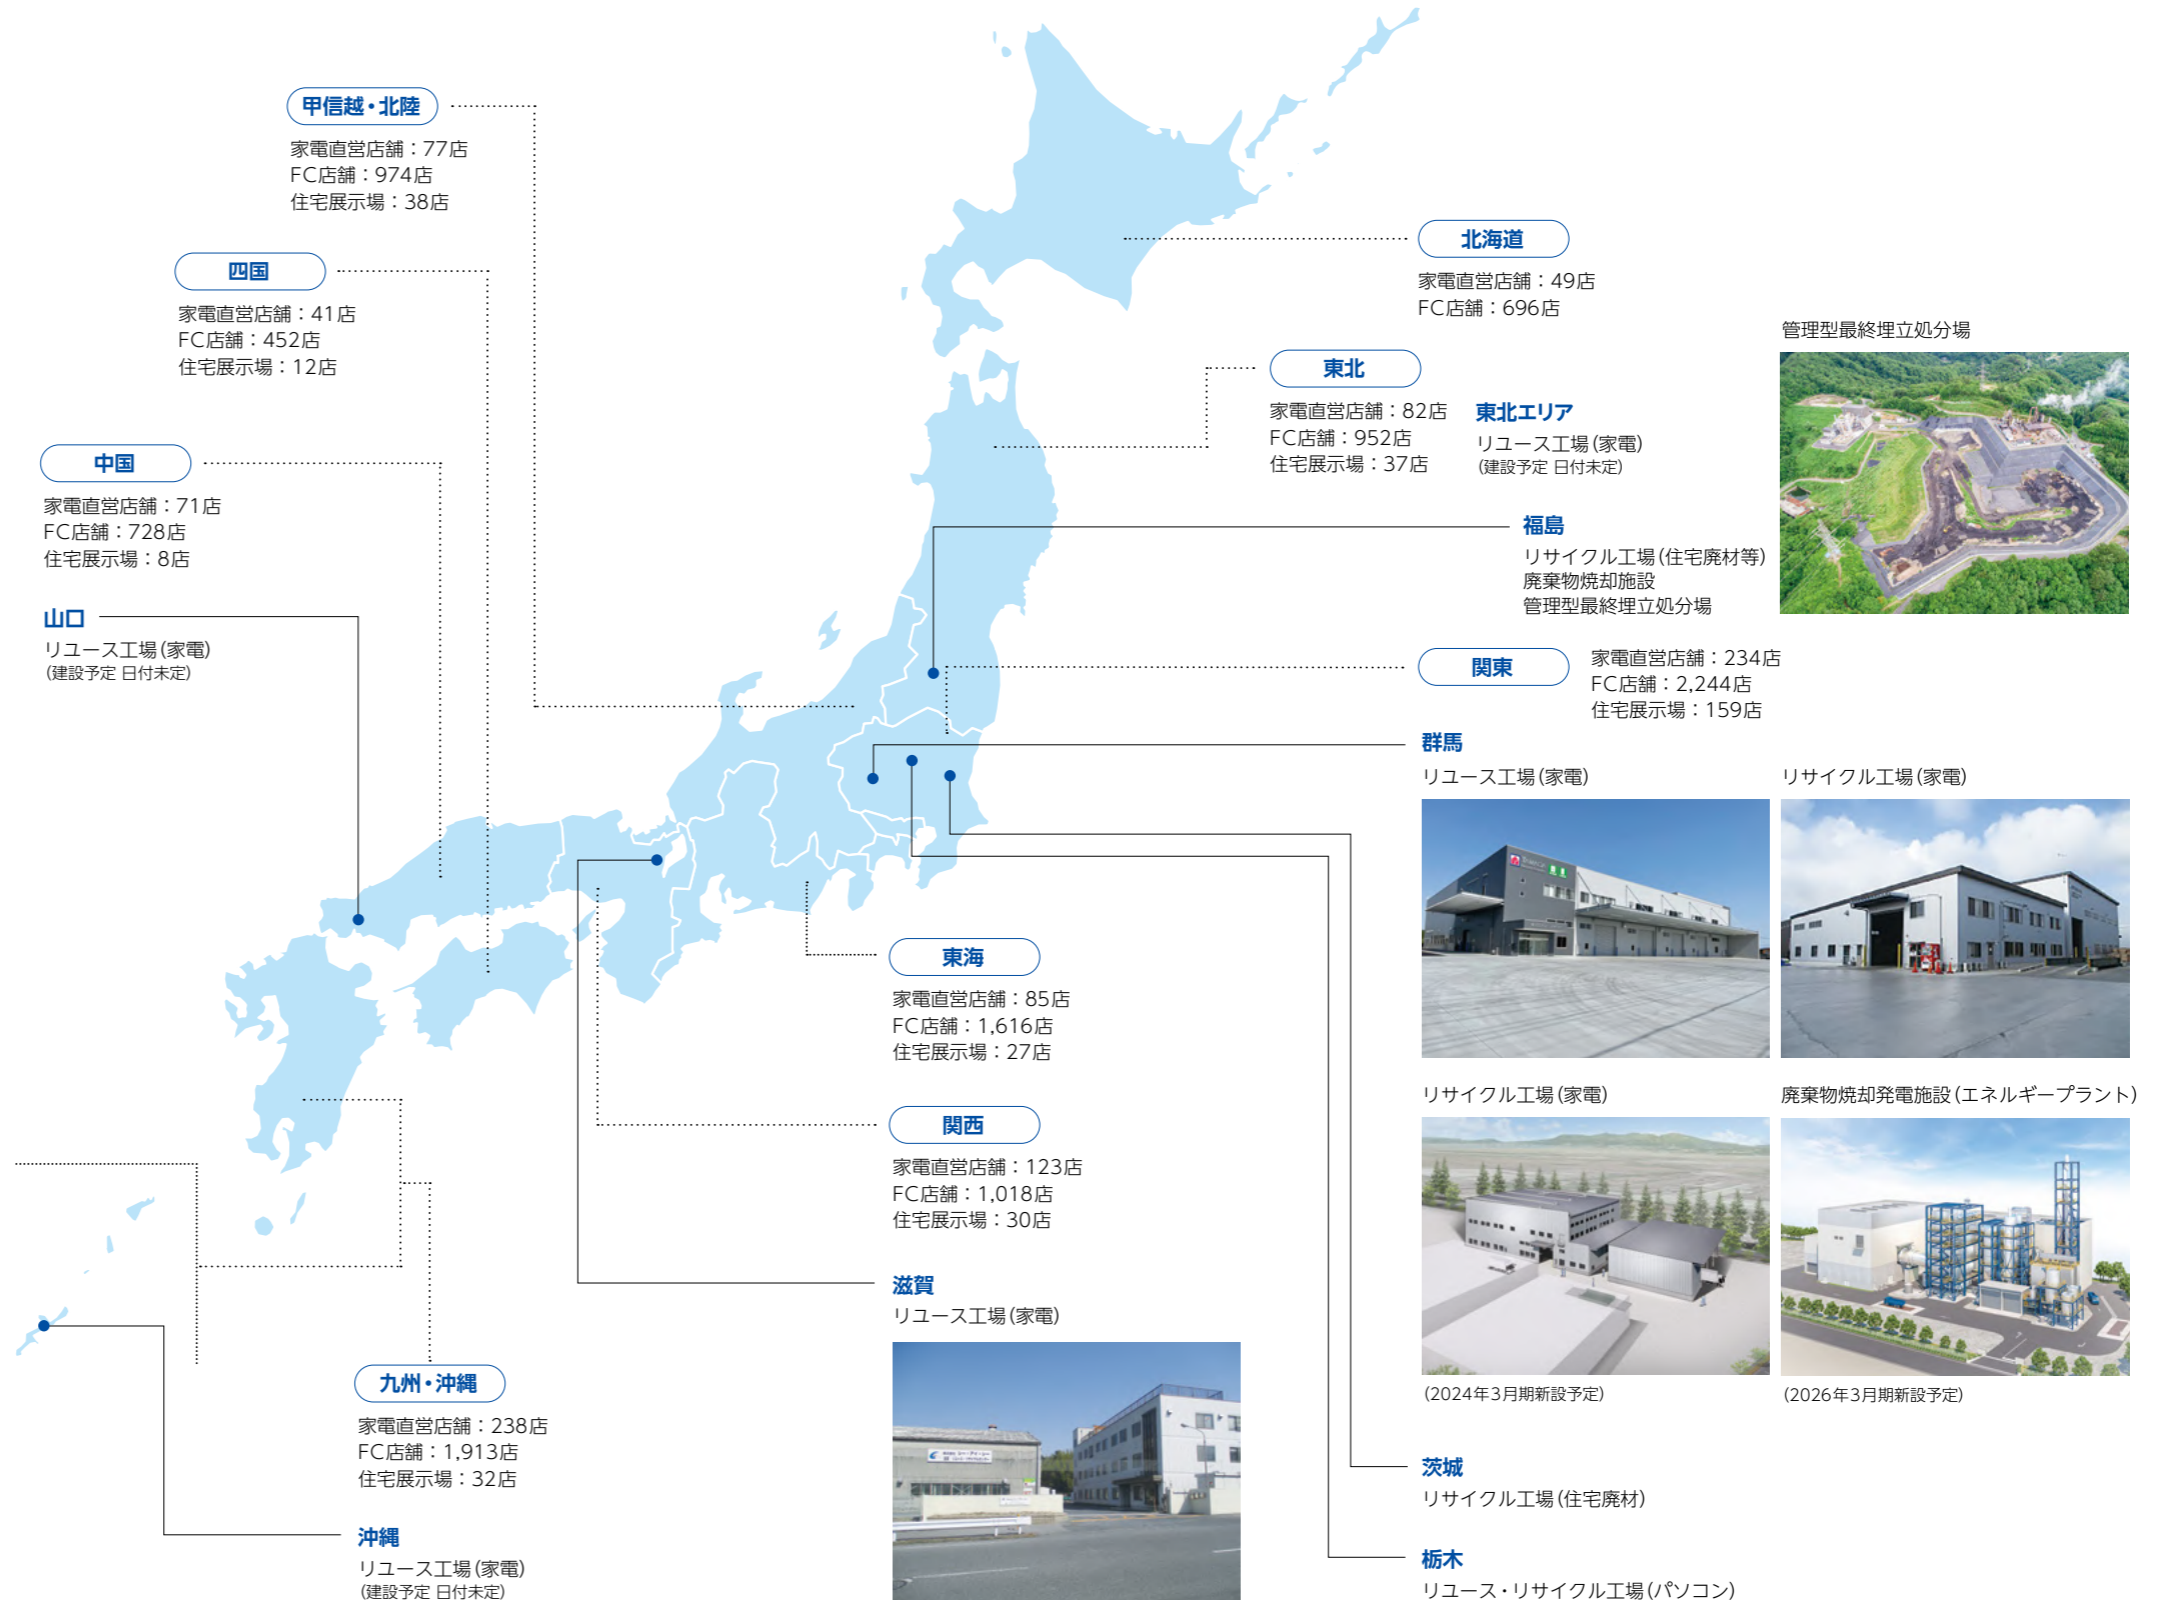 甲信越・北陸
家電直営店舗：77店
FC店舗：974店
住宅展示場：38店
四国
家電直営店舗：41店
FC店舗：452店
住宅展示場：12店
中国
家電直営店舗：71店
FC店舗：728店
住宅展示場：8店
山口
リユース工場（家電）
（建設予定 日付未定）
北海道
家電直営店舗：49店
FC店舗：696店
東北
家電直営店舗：82店
FC店舗：952店
住宅展示場：37店
東北エリア
リユース工場（家電）
（建設予定 日付未定）
管理型最終埋立処分場
福島
リサイクル工場（住宅廃材等）
廃棄物焼却施設
管理型最終埋立処分場
関東
家電直営店舗：234店
FC店舗：2,244店
住宅展示場：159店
群馬
リユース工場（家電）
リサイクル工場（家電）
リサイクル工場（家電）
（2024年3月期新設予定）
廃棄物焼却発電施設（エネルギープラント）
（2026年3月期新設予定）
東海
家電直営店舗：85店
FC店舗：1,616店
住宅展示場：27店
関西
家電直営店舗：123店
FC店舗：1,018店
住宅展示場：30店
滋賀
リユース工場（家電）
九州・沖縄
家電直営店舗：238店
FC店舗：1,913店
住宅展示場：32店
沖縄
リユース工場（家電）
（建設予定 日付未定）
茨城
リサイクル工場（住宅廃材）
栃木
リユース・リサイクル工場（パソコン）